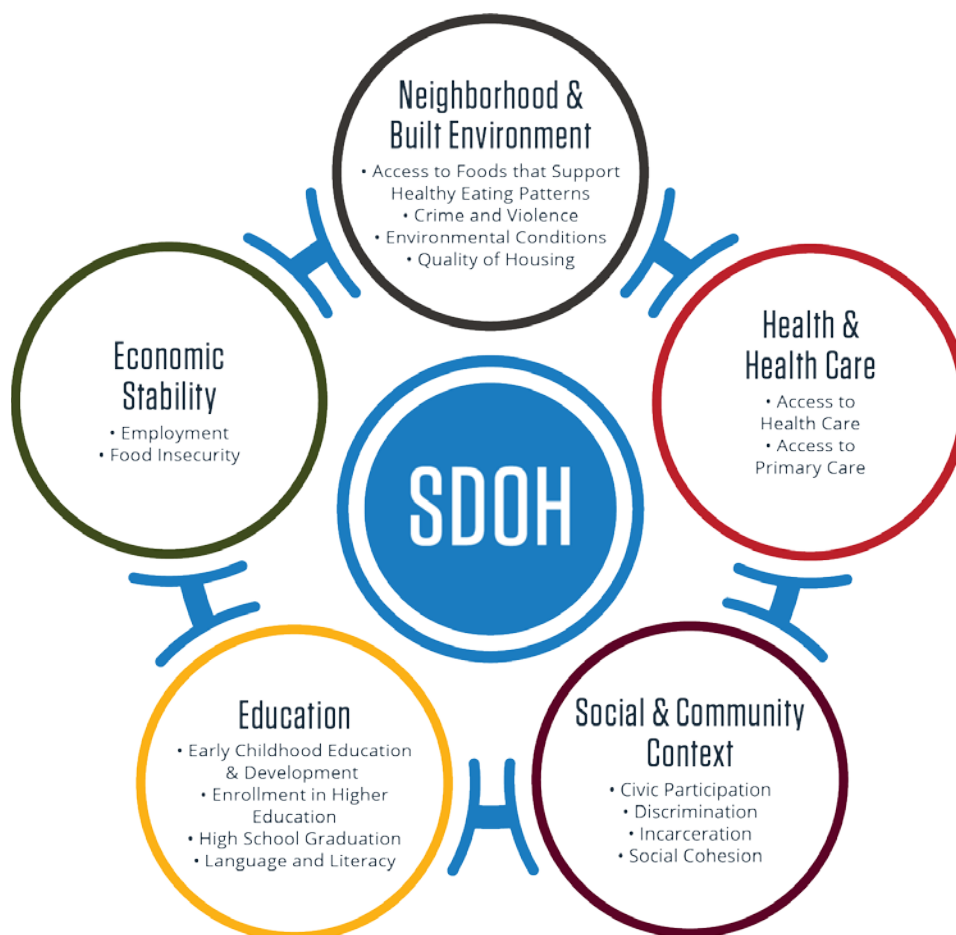 Neighborhood &
Built Environment
• Access to Foods that Support
Healthy Eating Patterns
• Crime and Violence
• Environmental Conditions
• Quality of Housing
Economic
Stability
• Employment
• Food Insecurity
Health &
Health Care
• Access to
Health Care
• Access to
Primary Care
SDOH
Education
• Early Childhood Education
& Development
• Enrollment in Higher
Education
• High School Graduation
• Language and Literacy
Social & Community
Context
• Civic Participation
• Discrimination
• Incarceration
• Social Cohesion